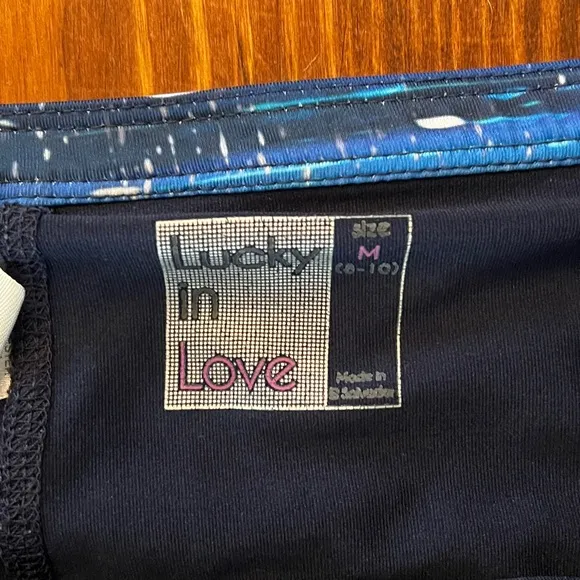 Lucky
in
Love
size
M
(8-10)
Made in
El Salvador